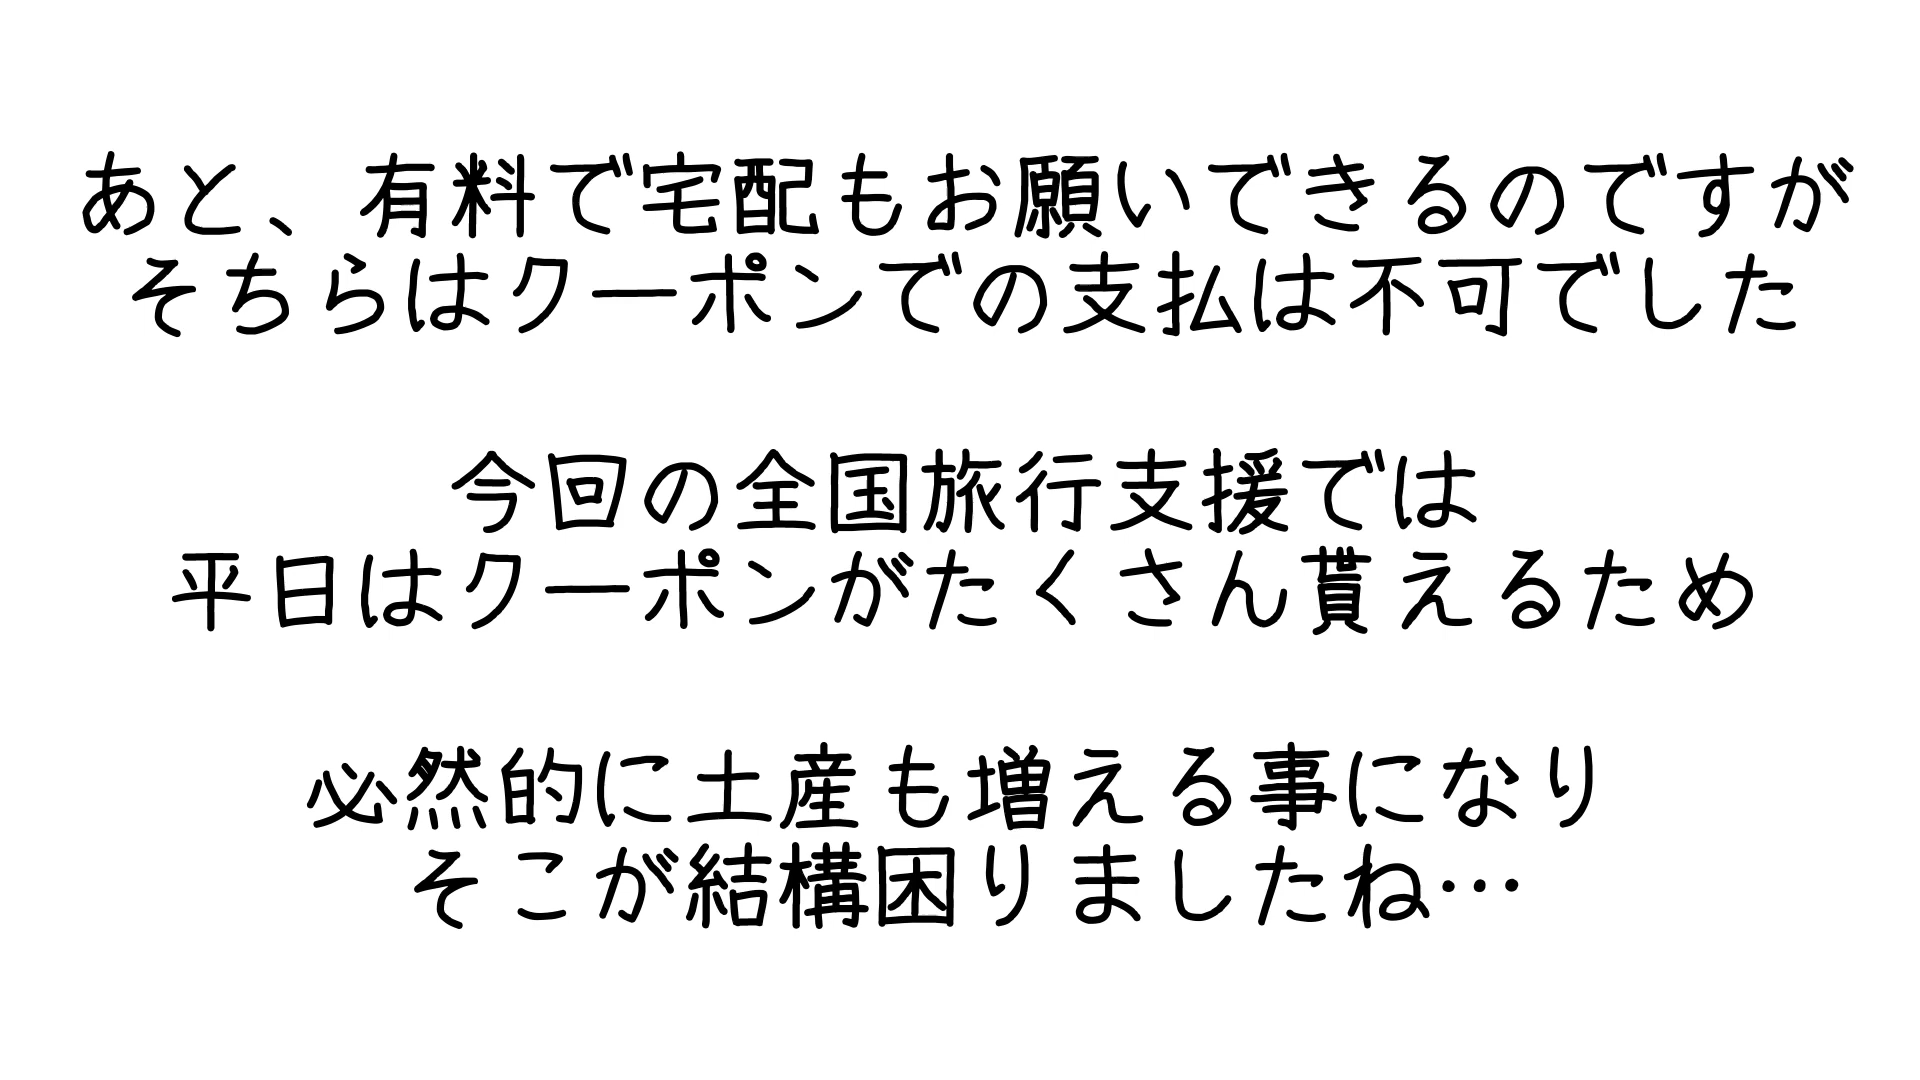 あと、有料で宅配もお願いできるのですが
そちらはクーポンでの支払は不可でした
今回の全国旅行支援では
平日はクーポンがたくさん貰えるため
必然的に土産も増える事になり
そこが結構困りましたね…